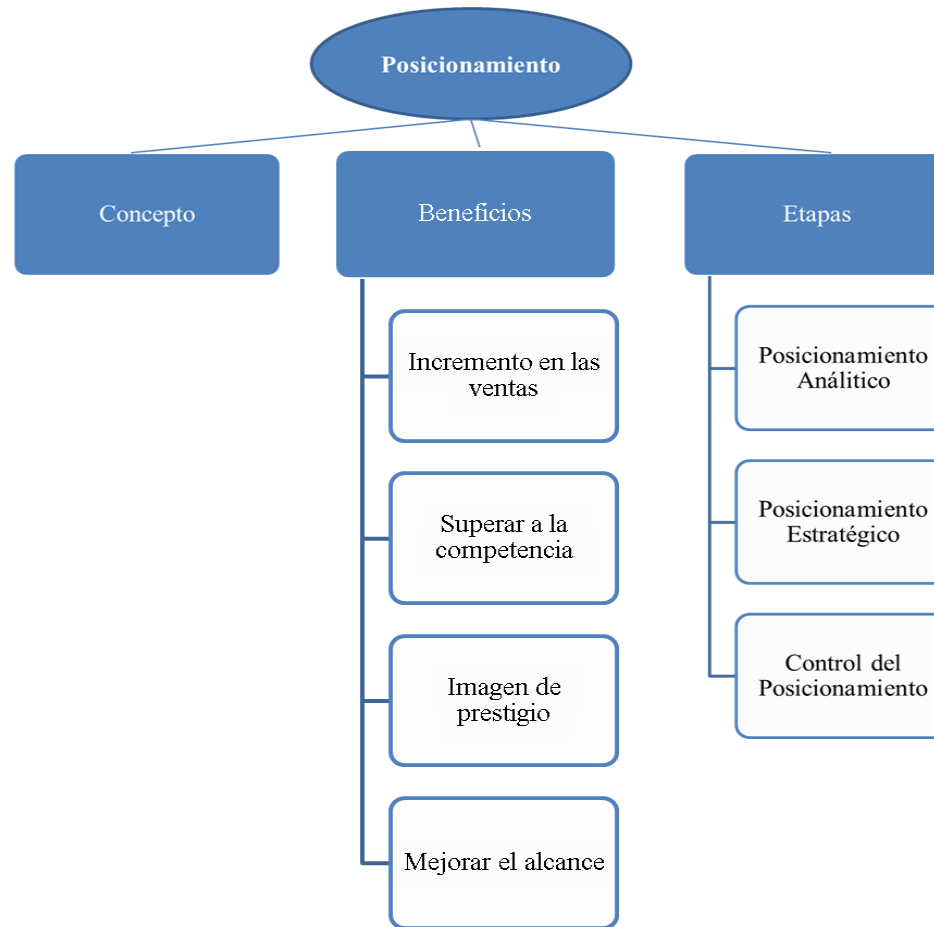 Posicionamiento
Concepto
Beneficios
Etapas
Incremento en las
ventas
Superar a la
competencia
Imagen de
prestigio
Mejorar el alcance
Posicionamiento
Análitico
Posicionamiento
Estratégico
Control del
Posicionamiento